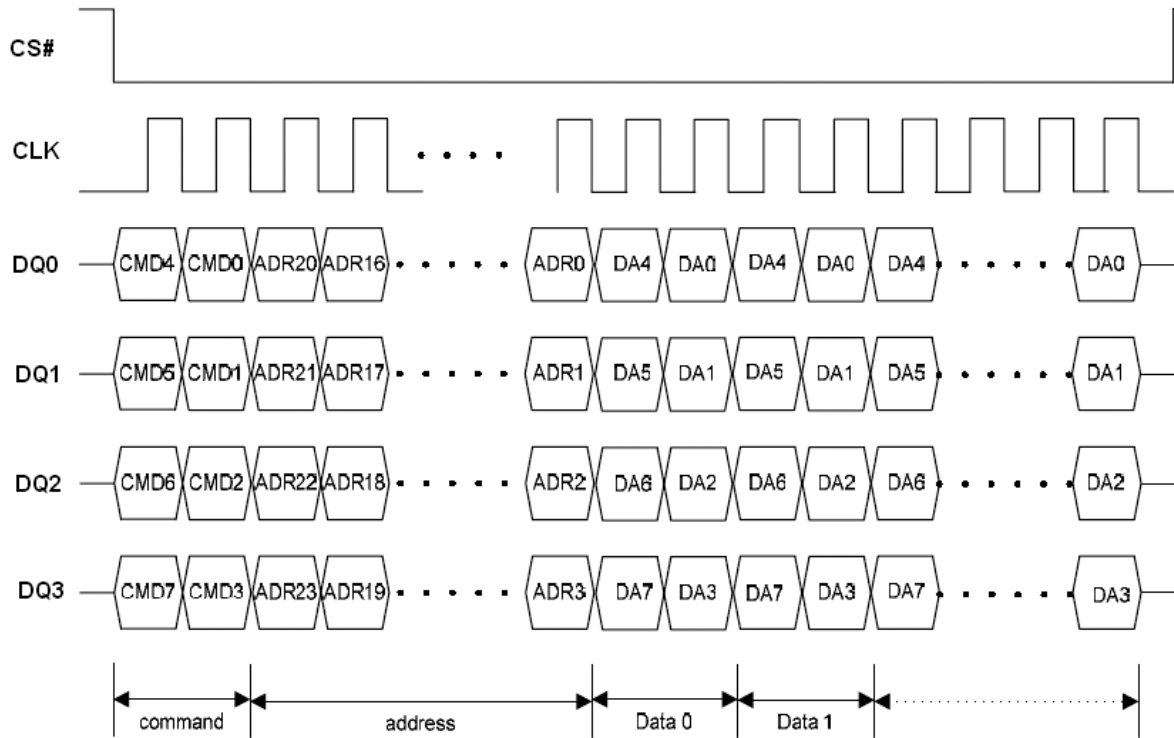 CS#
CLK
DQ0 CMD4 CMD0 ADR20 ADR16 ADR0 DA4 DA0 DA4 DA0 DA4 DA0
DQ1 CMD5 CMD1 ADR21 ADR17 ADR1 DA5 DA1 DA5 DA1 DA5 DA1
DQ2 CMD6 CMD2 ADR22 ADR18 ADR2 DA6 DA2 DA6 DA2 DA6 DA2
DQ3 CMD7 CMD3 ADR23 ADR19 ADR3 DA7 DA3 DA7 DA3 DA7 DA3
command address Data 0 Data 1